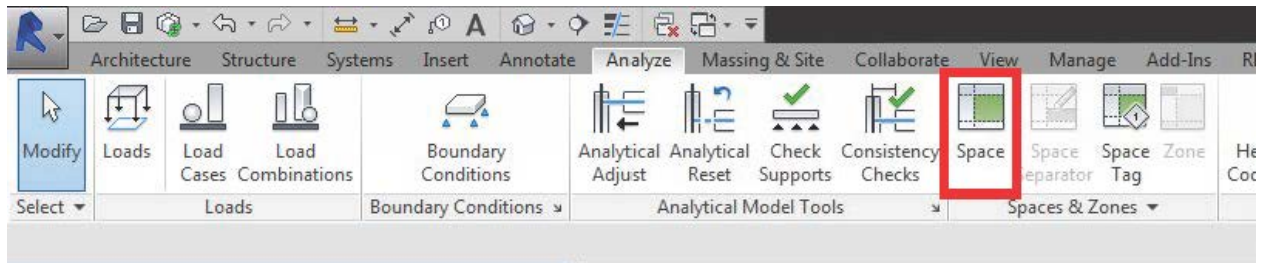 Architecture Structure Systems Insert Annotate Analyze Massing & Site Collaborate View Manage Add-Ins
Modify Loads Load Cases Load Combinations Boundary Conditions Analytical Adjust Analytical Reset Check Supports Consistency Checks Space Space Separator Space Tag Zone
Select Loads Boundary Conditions Analytical Model Tools Spaces & Zones